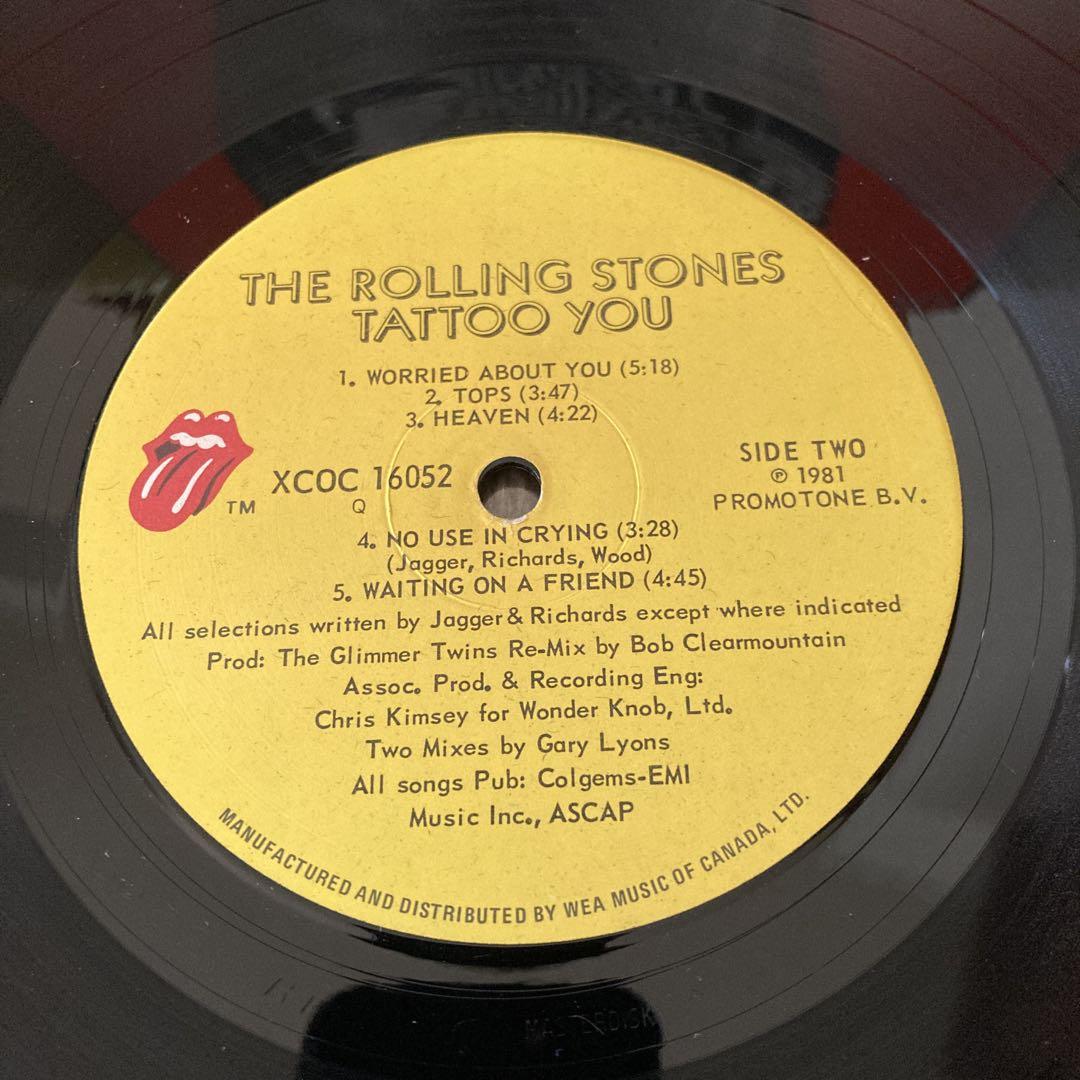 THE ROLLING STONES
TATTOO YOU
1. WORRIED ABOUT YOU (5:18)
2. TOPS (3:47)
3. HEAVEN (4:22)
TM
XCOC 16052
Q
SIDE TWO
℗ 1981
PROMOTONE B.V.
4. NO USE IN CRYING (3:28)
(Jagger, Richards, Wood)
5. WAITING ON A FRIEND (4:45)
All selections written by Jagger & Richards except where indicated
Prod: The Glimmer Twins Re-Mix by Bob Clearmountain
Assoc. Prod. & Recording Eng:
Chris Kimsey for Wonder Knob, Ltd.
Two Mixes by Gary Lyons
All songs Pub: Colgems-EMI
Music Inc., ASCAP
MANUFACTURED AND DISTRIBUTED BY WEA MUSIC OF CANADA, LTD.
MASTERDISK